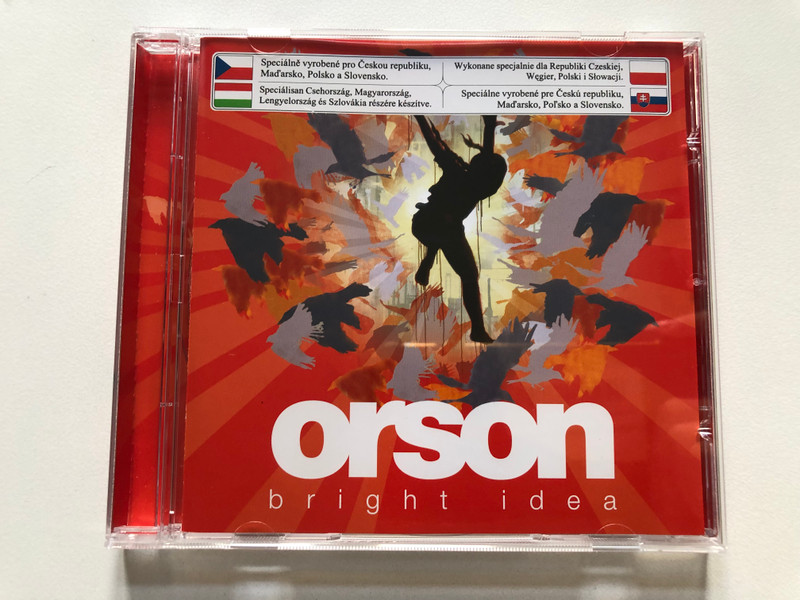 Speciálně vyrobené pro Českou republiku,
Maďarsko, Polsko a Slovensko.
Wykonane specjalnie dla Republiki Czeskiej,
Węgier, Polski i Słowacji.
Speciálisan Csehország, Magyarország,
Lengyelország és Szlovákia részére készítve.
Speciálne vyrobené pre Českú republiku,
Maďarsko, Poľsko a Slovensko.
orson
bright idea